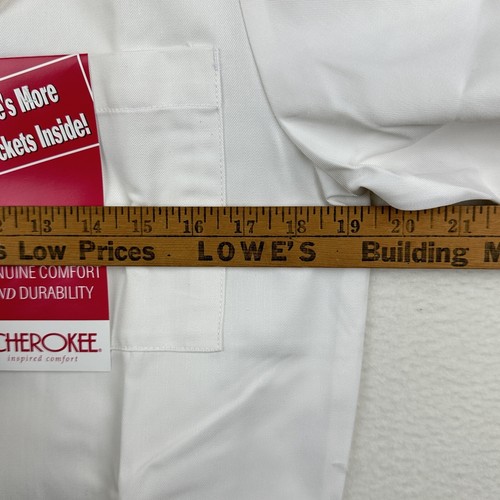 e's More
ckets Inside!
13 14 15 16 17 18 19 20 21
s Low Prices LOWE'S Building M
NUINE COMFORT
ND DURABILITY
CHEROKEE®
inspired comfort